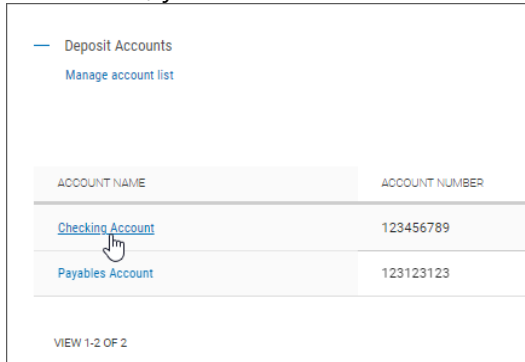 Deposit Accounts
Manage account list
ACCOUNT NAME ACCOUNT NUMBER
Checking Account 123456789
Payables Account 123123123
VIEW 1-2 OF 2